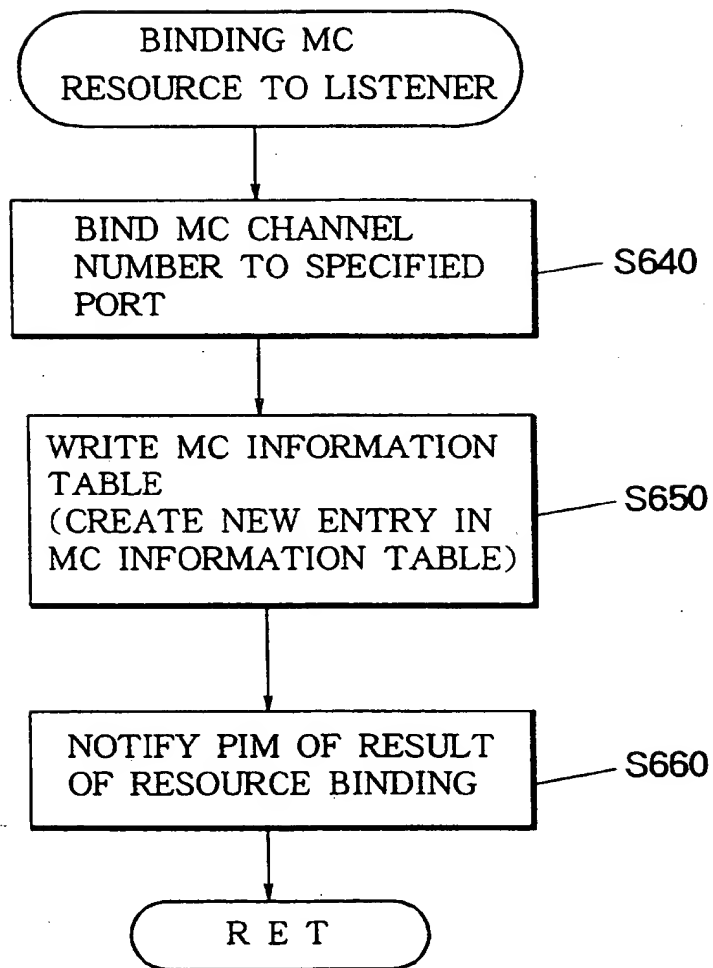 BINDING MC
RESOURCE TO LISTENER
BIND MC CHANNEL
NUMBER TO SPECIFIED
PORT
S640
WRITE MC INFORMATION
TABLE
(CREATE NEW ENTRY IN
MC INFORMATION TABLE)
S650
NOTIFY PIM OF RESULT
OF RESOURCE BINDING
S660
R E T